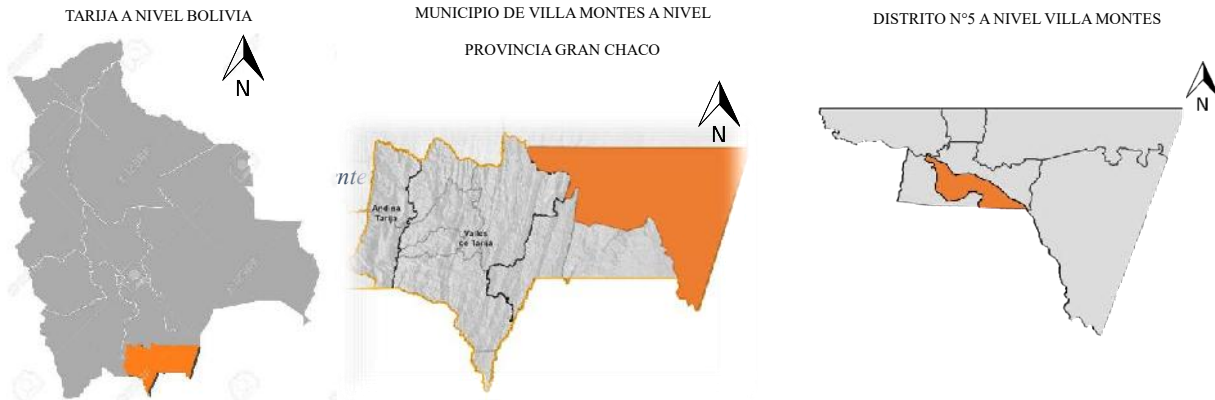 TARIJA A NIVEL BOLIVIA
N
MUNICIPIO DE VILLA MONTES A NIVEL
PROVINCIA GRAN CHACO
N
nte
Andina
Tarija
Valles
de Tarija
DISTRITO N°5 A NIVEL VILLA MONTES
N